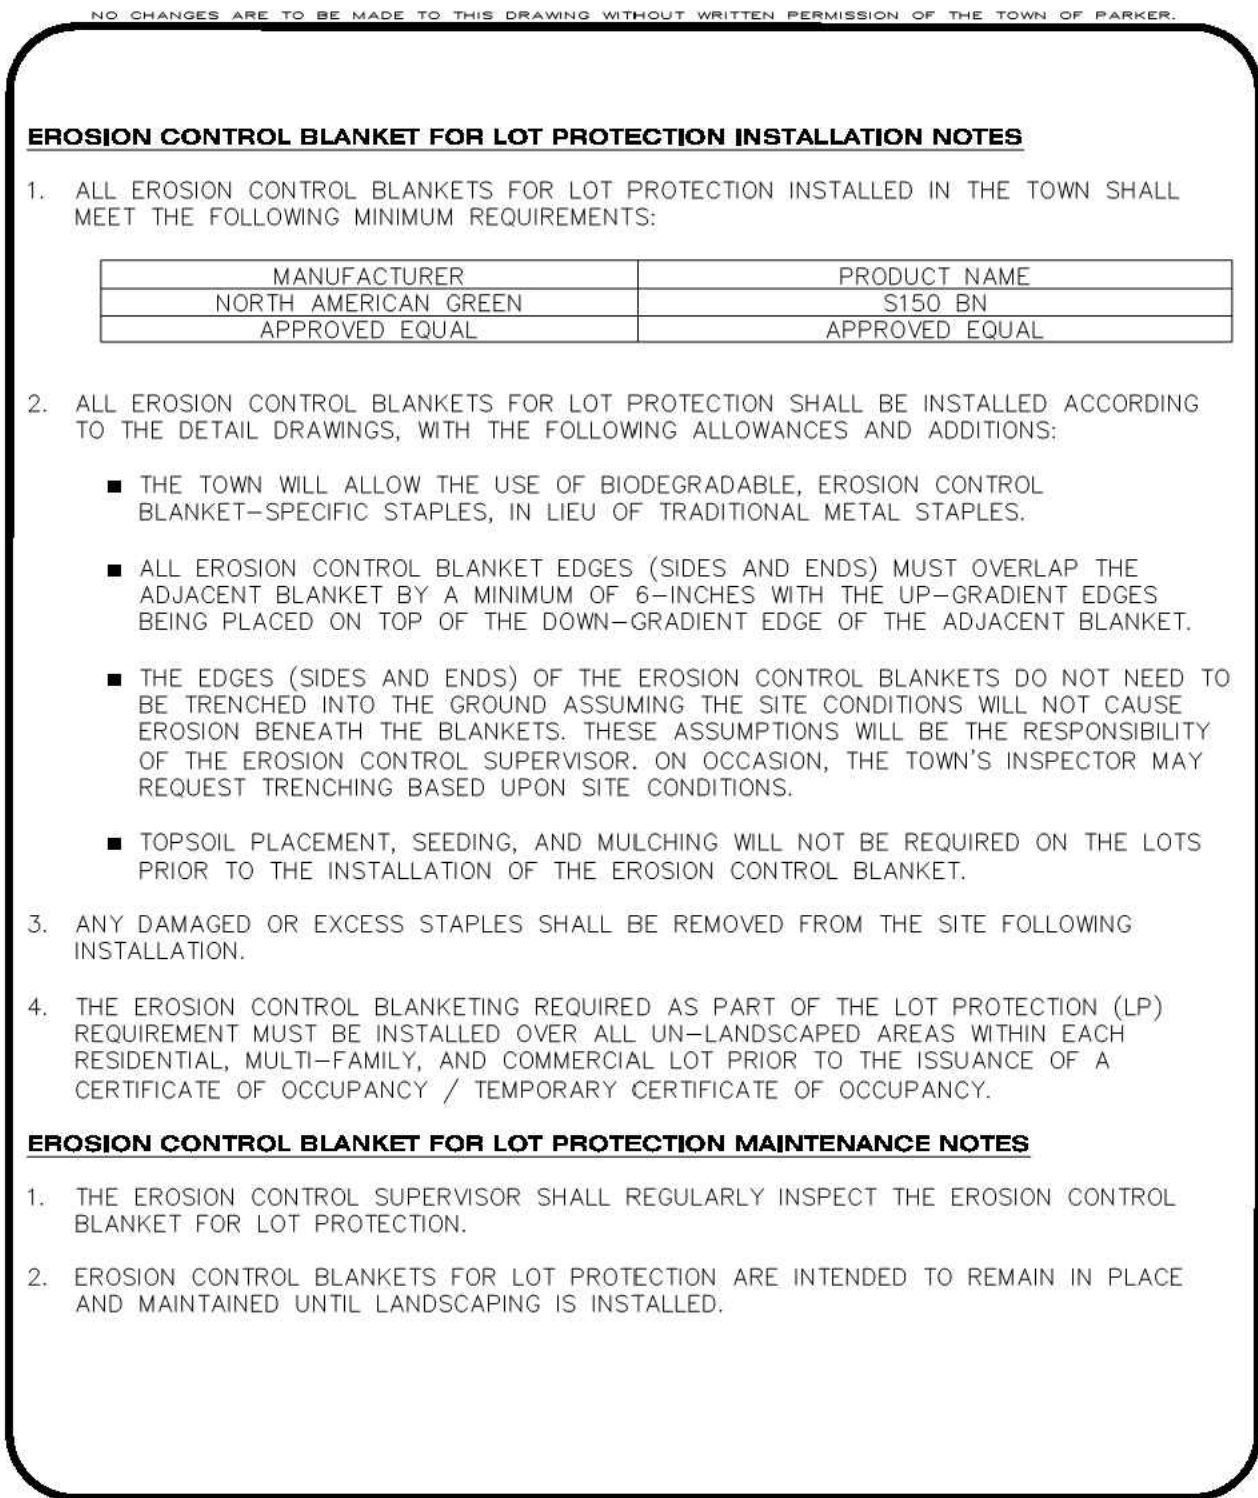 NO CHANGES ARE TO BE MADE TO THIS DRAWING WITHOUT WRITTEN PERMISSION OF THE TOWN OF PARKER.
EROSION CONTROL BLANKET FOR LOT PROTECTION INSTALLATION NOTES
1. ALL EROSION CONTROL BLANKETS FOR LOT PROTECTION INSTALLED IN THE TOWN SHALL
MEET THE FOLLOWING MINIMUM REQUIREMENTS:
MANUFACTURER PRODUCT NAME
NORTH AMERICAN GREEN S150 BN
APPROVED EQUAL APPROVED EQUAL
2. ALL EROSION CONTROL BLANKETS FOR LOT PROTECTION SHALL BE INSTALLED ACCORDING
TO THE DETAIL DRAWINGS, WITH THE FOLLOWING ALLOWANCES AND ADDITIONS:
■ THE TOWN WILL ALLOW THE USE OF BIODEGRADABLE, EROSION CONTROL
BLANKET-SPECIFIC STAPLES, IN LIEU OF TRADITIONAL METAL STAPLES.
■ ALL EROSION CONTROL BLANKET EDGES (SIDES AND ENDS) MUST OVERLAP THE
ADJACENT BLANKET BY A MINIMUM OF 6-INCHES WITH THE UP-GRADIENT EDGES
BEING PLACED ON TOP OF THE DOWN-GRADIENT EDGE OF THE ADJACENT BLANKET.
■ THE EDGES (SIDES AND ENDS) OF THE EROSION CONTROL BLANKETS DO NOT NEED TO
BE TRENCHED INTO THE GROUND ASSUMING THE SITE CONDITIONS WILL NOT CAUSE
EROSION BENEATH THE BLANKETS. THESE ASSUMPTIONS WILL BE THE RESPONSIBILITY
OF THE EROSION CONTROL SUPERVISOR. ON OCCASION, THE TOWN'S INSPECTOR MAY
REQUEST TRENCHING BASED UPON SITE CONDITIONS.
■ TOPSOIL PLACEMENT, SEEDING, AND MULCHING WILL NOT BE REQUIRED ON THE LOTS
PRIOR TO THE INSTALLATION OF THE EROSION CONTROL BLANKET.
3. ANY DAMAGED OR EXCESS STAPLES SHALL BE REMOVED FROM THE SITE FOLLOWING
INSTALLATION.
4. THE EROSION CONTROL BLANKETING REQUIRED AS PART OF THE LOT PROTECTION (LP)
REQUIREMENT MUST BE INSTALLED OVER ALL UN-LANDSCAPED AREAS WITHIN EACH
RESIDENTIAL, MULTI-FAMILY, AND COMMERCIAL LOT PRIOR TO THE ISSUANCE OF A
CERTIFICATE OF OCCUPANCY / TEMPORARY CERTIFICATE OF OCCUPANCY.
EROSION CONTROL BLANKET FOR LOT PROTECTION MAINTENANCE NOTES
1. THE EROSION CONTROL SUPERVISOR SHALL REGULARLY INSPECT THE EROSION CONTROL
BLANKET FOR LOT PROTECTION.
2. EROSION CONTROL BLANKETS FOR LOT PROTECTION ARE INTENDED TO REMAIN IN PLACE
AND MAINTAINED UNTIL LANDSCAPING IS INSTALLED.